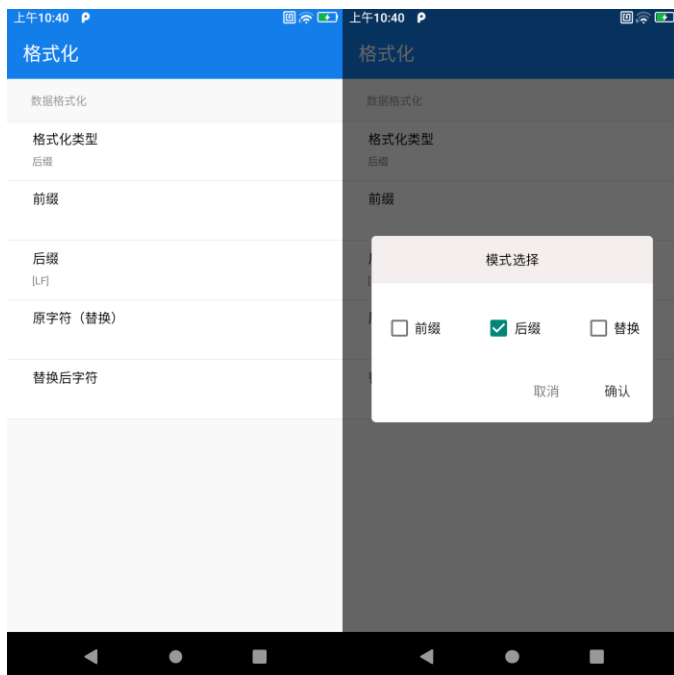 上午10:40
格式化
数据格式化
格式化类型
后缀
前缀
后缀
[LF]
原字符（替换）
替换后字符
上午10:40
格式化
数据格式化
格式化类型
后缀
前缀
模式选择
前缀 后缀 替换
取消 确认